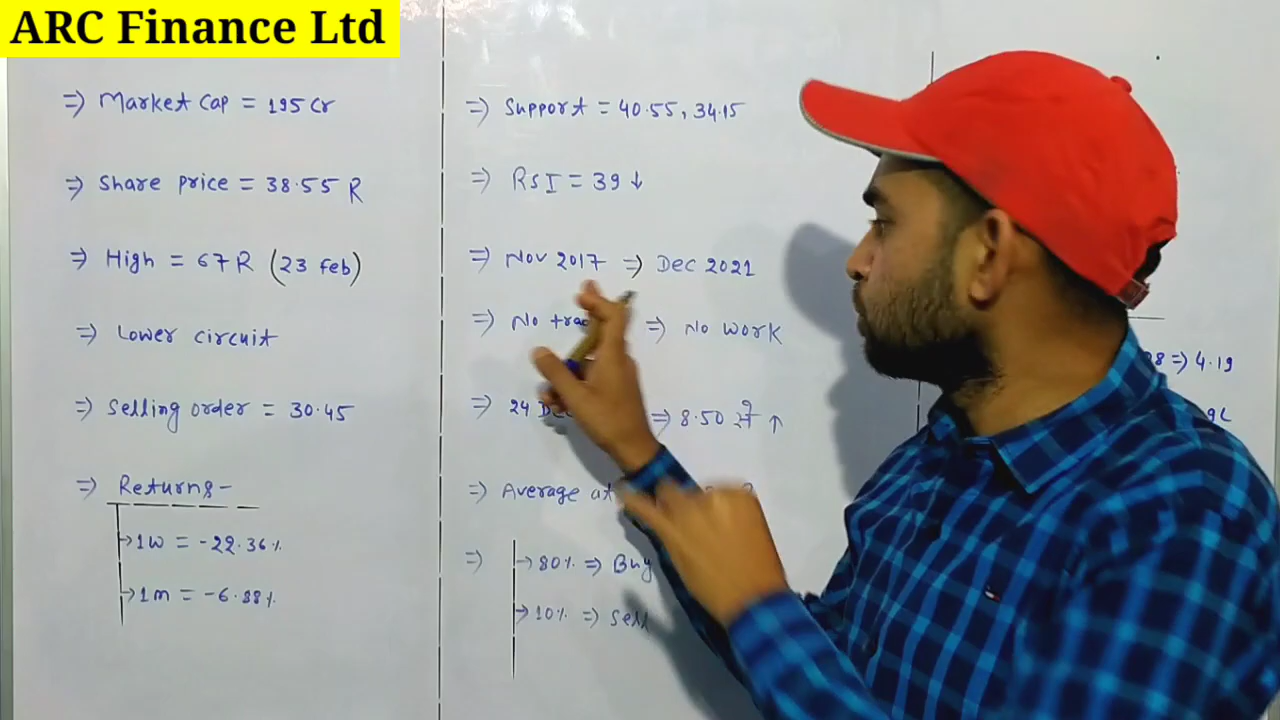 ARC Finance Ltd
⇒ Market Cap = 195 Cr
⇒ Share price = 38.55 R
⇒ High = 67 R (23 feb)
⇒ Lower circuit
⇒ Selling order = 30.45
⇒ Returns -
→ 1W = -22.36%
→ 1m = -6.88%
⇒ Support = 40.55, 34.15
⇒ RSI = 39 ↓
⇒ Nov 2017 ⇒ Dec 2021
⇒ No ⇒ No work
⇒ 24 ⇒ 8.50 से ↑
⇒ Average at
⇒ → 80% ⇒ Buy
→ 10% ⇒ Sell
⇒ 4.19